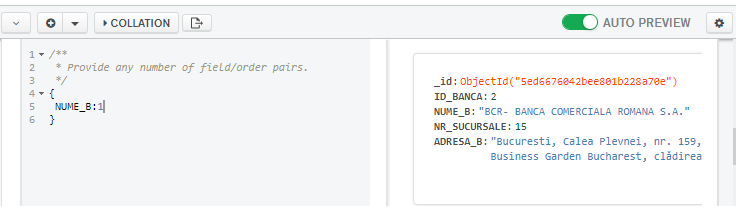 COLLATION
AUTO PREVIEW
1 /**
2 * Provide any number of field/order pairs.
3 */
4 {
5 NUME_B:1
6 }
_id: ObjectId("5ed6676042bee801b228a70e")
ID_BANCA: 2
NUME_B: "BCR- BANCA COMERCIALA ROMANA S.A."
NR_SUCURSALE: 15
ADRESA_B: "Bucuresti, Calea Plevnei, nr. 159,
Business Garden Bucharest, clădirea